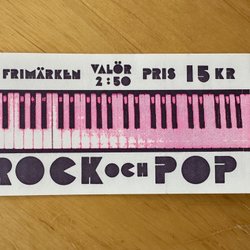 FRIMÄRKEN VALÖR 2:50 PRIS 15 KR
ROCK OCH POP